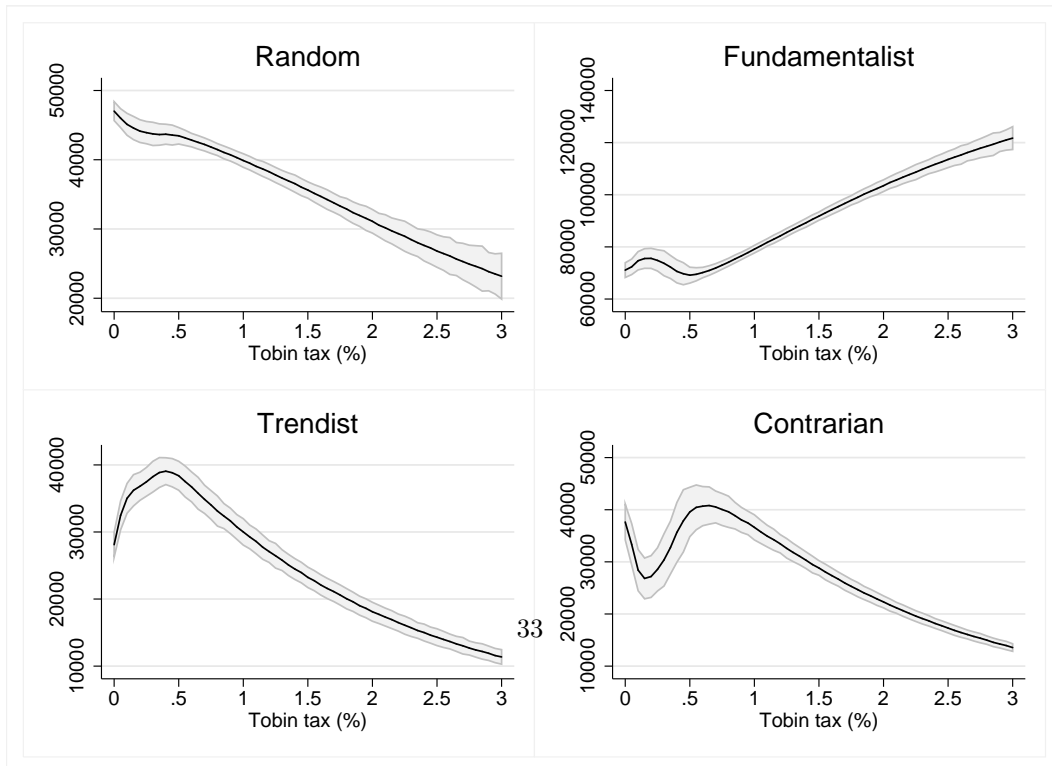 Random
50000
40000
30000
20000
0 .5 1 1.5 2 2.5 3
Tobin tax (%)
Fundamentalist
140000
120000
100000
80000
60000
0 .5 1 1.5 2 2.5 3
Tobin tax (%)
Trendist
40000
30000
20000
10000
0 .5 1 1.5 2 2.5 3
Tobin tax (%)
33
Contrarian
50000
40000
30000
20000
10000
0 .5 1 1.5 2 2.5 3
Tobin tax (%)